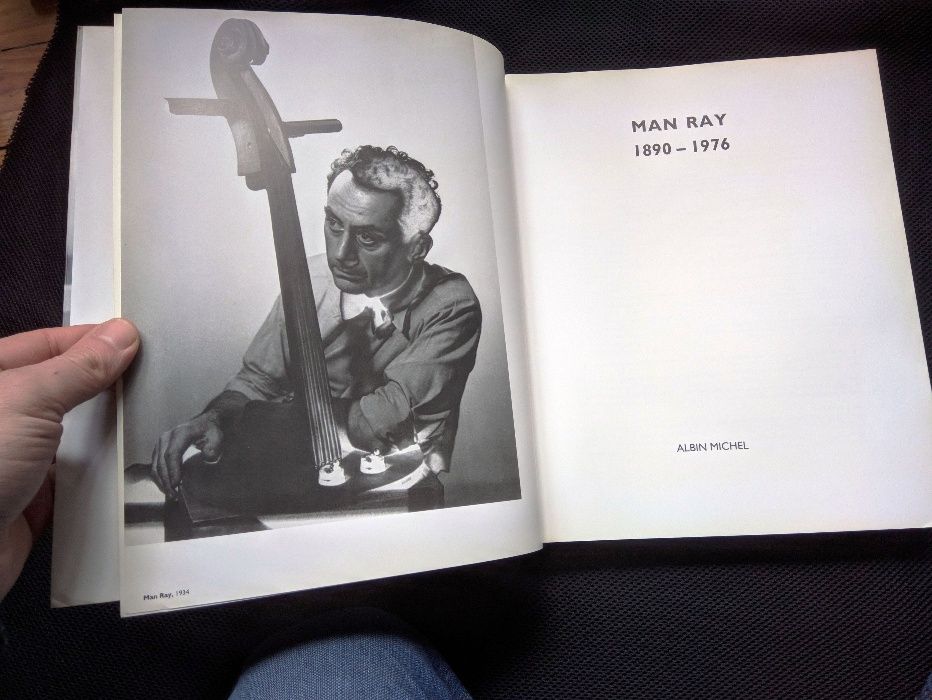 Man Ray, 1934
MAN RAY
1890 – 1976
ALBIN MICHEL